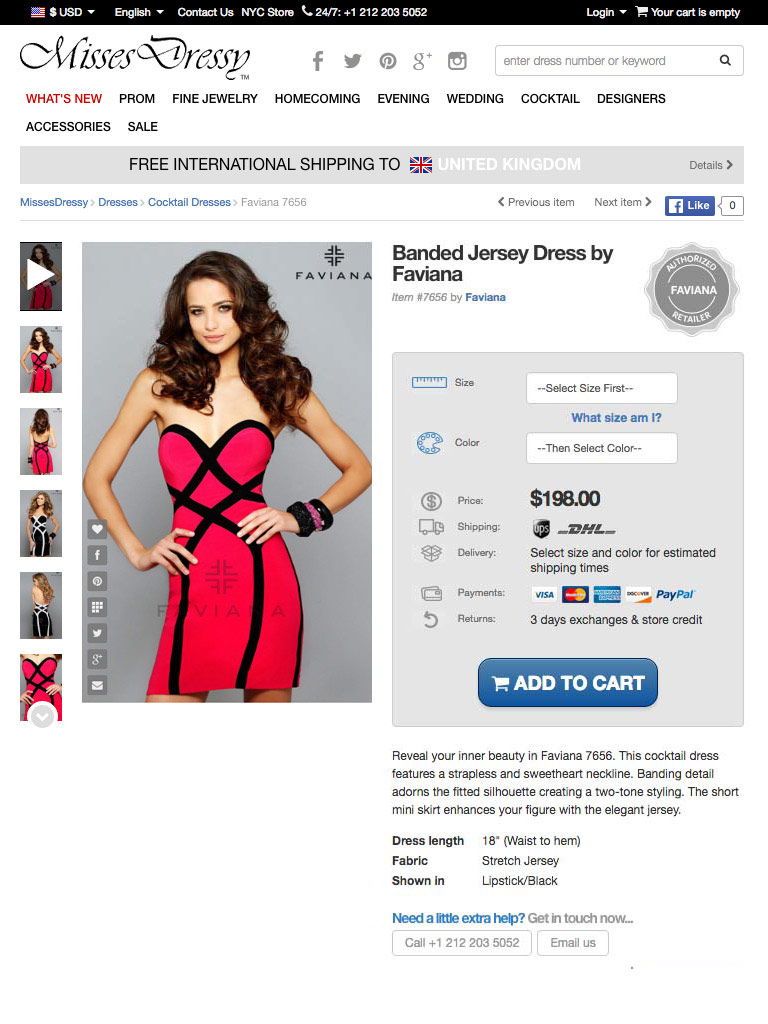 $ USD English Contact Us NYC Store 24/7: +1 212 203 5052 Login Your cart is empty
MissesDressy™
g+ enter dress number or keyword
WHAT'S NEW PROM FINE JEWELRY HOMECOMING EVENING WEDDING COCKTAIL DESIGNERS
ACCESSORIES SALE
FREE INTERNATIONAL SHIPPING TO UNITED KINGDOM Details
MissesDressy Dresses Cocktail Dresses Faviana 7656 Previous item Next item Like 0
FAVIANA
FAVIANA
Banded Jersey Dress by
Faviana
Item #7656 by Faviana
AUTHORIZED
FAVIANA
RETAILER
Size --Select Size First--
What size am I?
Color --Then Select Color--
Price: $198.00
Shipping: ups DHL
Delivery: Select size and color for estimated
shipping times
Payments: VISA MasterCard AMERICAN EXPRESS DISCOVER PayPal
Returns: 3 days exchanges & store credit
ADD TO CART
Reveal your inner beauty in Faviana 7656. This cocktail dress
features a strapless and sweetheart neckline. Banding detail
adorns the fitted silhouette creating a two-tone styling. The short
mini skirt enhances your figure with the elegant jersey.
Dress length 18" (Waist to hem)
Fabric Stretch Jersey
Shown in Lipstick/Black
Need a little extra help? Get in touch now...
Call +1 212 203 5052 Email us